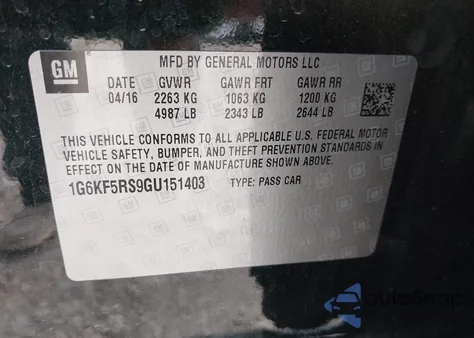 GM
MFD BY GENERAL MOTORS LLC
DATE GVWR GAWR FRT GAWR RR
04/16 2263 KG 1063 KG 1200 KG
4987 LB 2343 LB 2644 LB
THIS VEHICLE CONFORMS TO ALL APPLICABLE U.S. FEDERAL MOTOR
VEHICLE SAFETY, BUMPER, AND THEFT PREVENTION STANDARDS IN
EFFECT ON THE DATE OF MANUFACTURE SHOWN ABOVE.
1G6KF5RS9GU151403 TYPE: PASS CAR
auto8trap